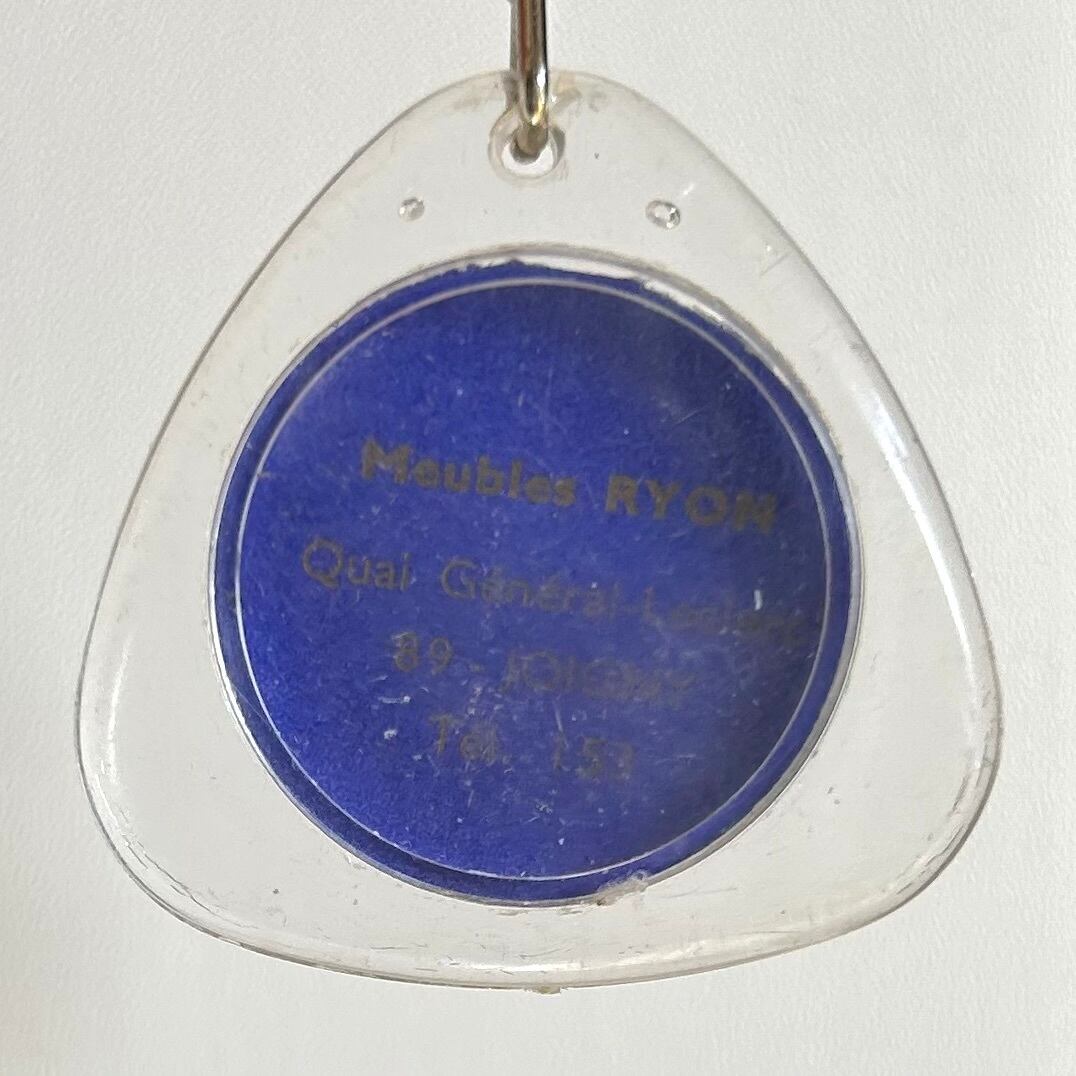 Meubles RYON
Quai Général-Leclerc
89 - JOIGNY
Tél. 153